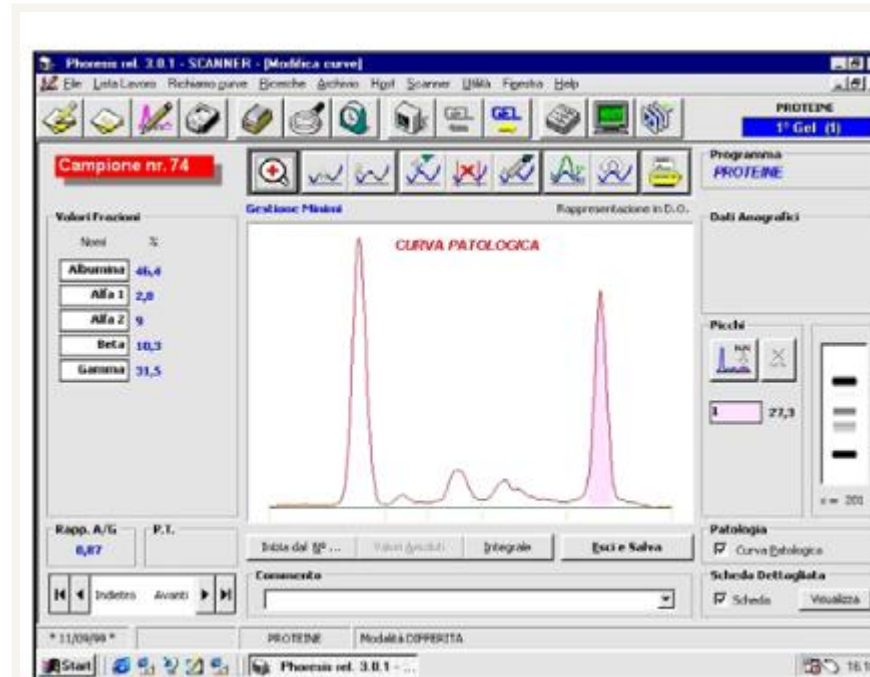 Phoresis rel. 3.0.1 - SCANNER - [Modifica curve]
File Lista Lavoro Richiamo curve Ricerche Archivio Host Scanner Utilità Finestra Help
PROTEINE
1° Gel (1)
Campione nr. 74
Programma
PROTEINE
Gestione Minimi
Rappresentazione in D.O.
Valori Frazioni
Nomi %
Albumina 46,4
Alfa 1 2,8
Alfa 2 9
Beta 10,3
Gamma 31,5
CURVA PATOLOGICA
Dati Anagrafici
Picchi
1 27,3
x = 201
Rapp. A/G
0,87
P.T.
Inizia dal Nº ...
Valori Assoluti
Integrale
Esci e Salva
Patologia
Curva Patologica
Indietro Avanti
Commento
Scheda Dettagliata
Scheda
Visualizza
* 11/09/99 *
PROTEINE
Modalità DIFFERITA
Start
Phoresis rel. 3.0.1 - ...
16.1